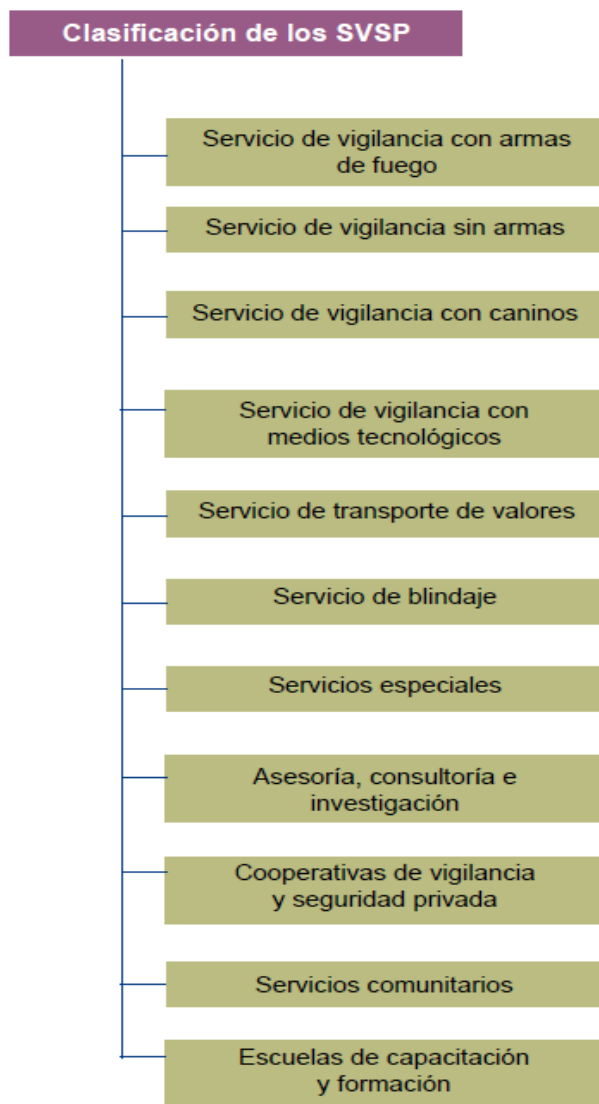 Clasificación de los SVSP
Servicio de vigilancia con armas
de fuego
Servicio de vigilancia sin armas
Servicio de vigilancia con caninos
Servicio de vigilancia con
medios tecnológicos
Servicio de transporte de valores
Servicio de blindaje
Servicios especiales
Asesoría, consultoría e
investigación
Cooperativas de vigilancia
y seguridad privada
Servicios comunitarios
Escuelas de capacitación
y formación